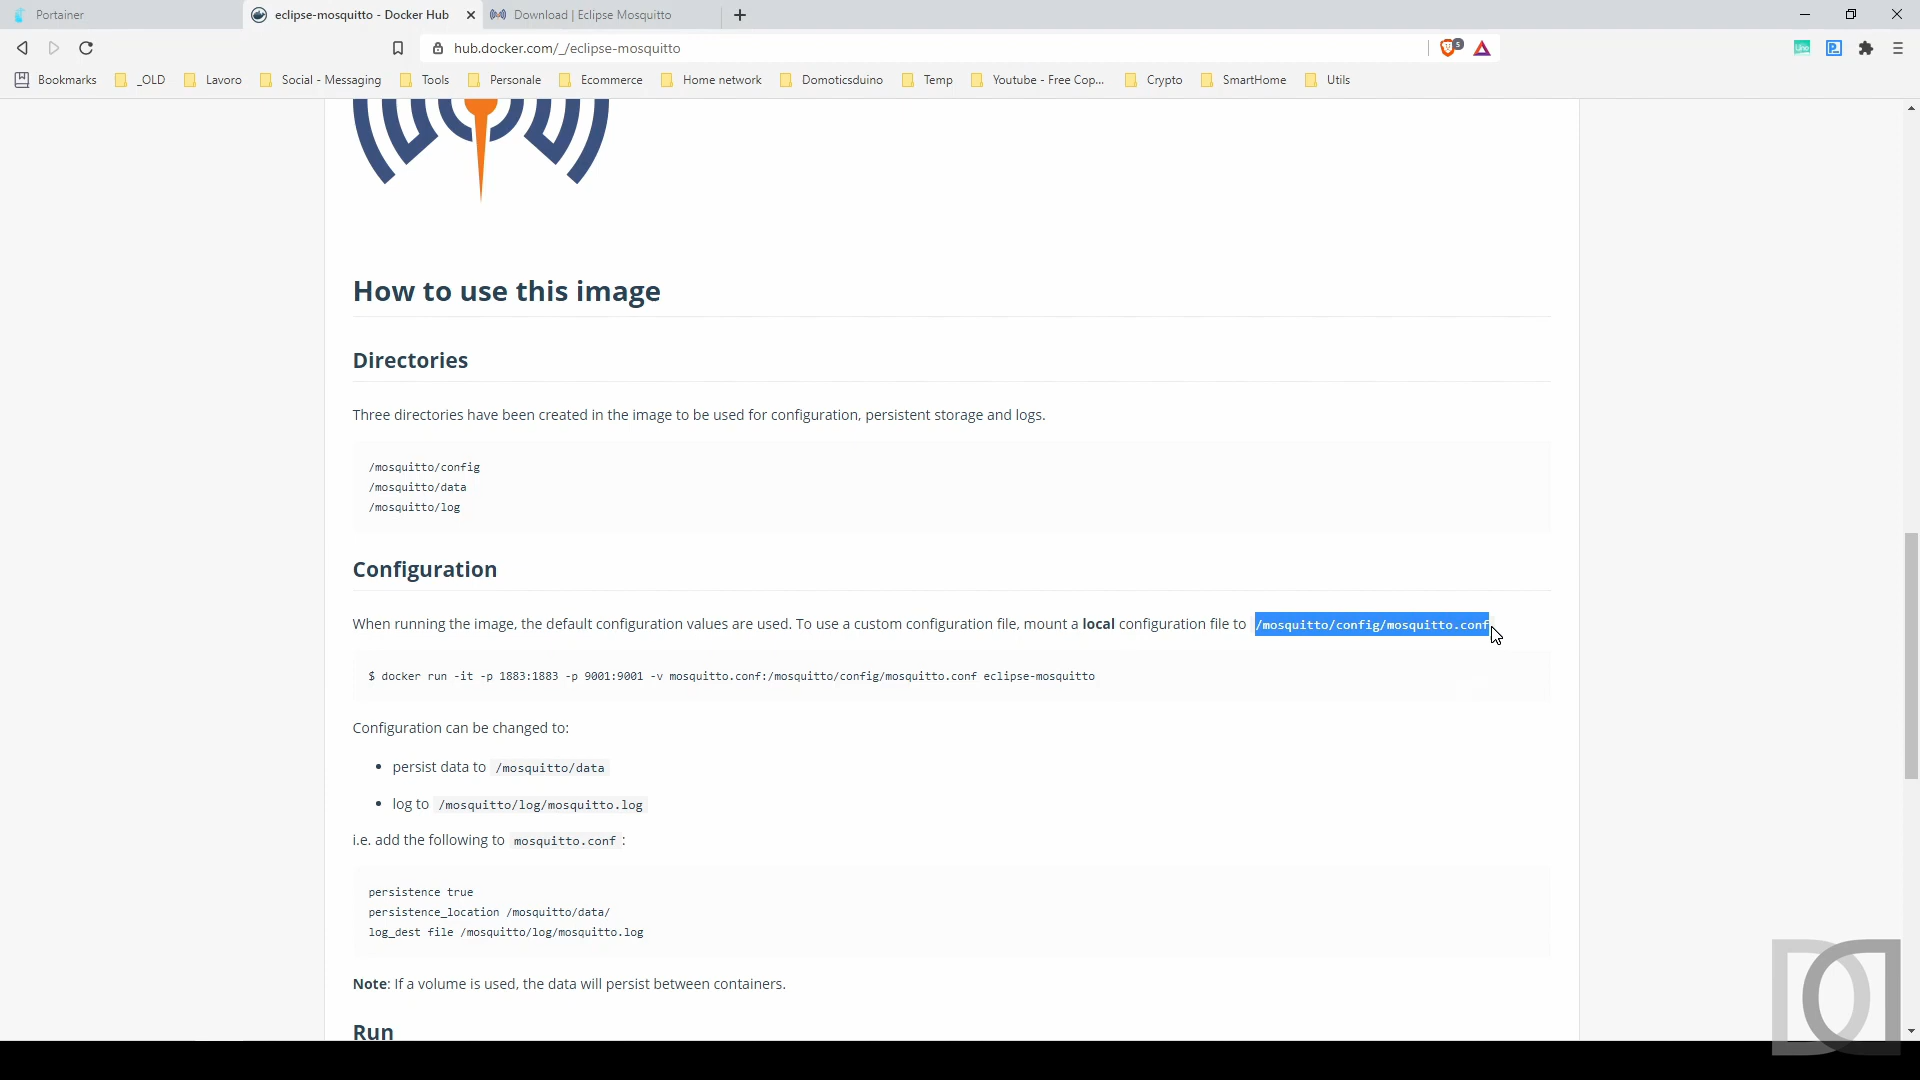 Portainer
eclipse-mosquitto - Docker Hub
Download | Eclipse Mosquitto
hub.docker.com/_/eclipse-mosquitto
5
Bookmarks
_OLD
Lavoro
Social - Messaging
Tools
Personale
Ecommerce
Home network
Domoticsduino
Temp
Youtube - Free Cop...
Crypto
SmartHome
Utils
How to use this image
Directories
Three directories have been created in the image to be used for configuration, persistent storage and logs.
/mosquitto/config
/mosquitto/data
/mosquitto/log
Configuration
When running the image, the default configuration values are used. To use a custom configuration file, mount a local configuration file to /mosquitto/config/mosquitto.conf
$ docker run -it -p 1883:1883 -p 9001:9001 -v mosquitto.conf:/mosquitto/config/mosquitto.conf eclipse-mosquitto
Configuration can be changed to:
• persist data to /mosquitto/data
• log to /mosquitto/log/mosquitto.log
i.e. add the following to mosquitto.conf :
persistence true
persistence_location /mosquitto/data/
log_dest file /mosquitto/log/mosquitto.log
Note: If a volume is used, the data will persist between containers.
Run